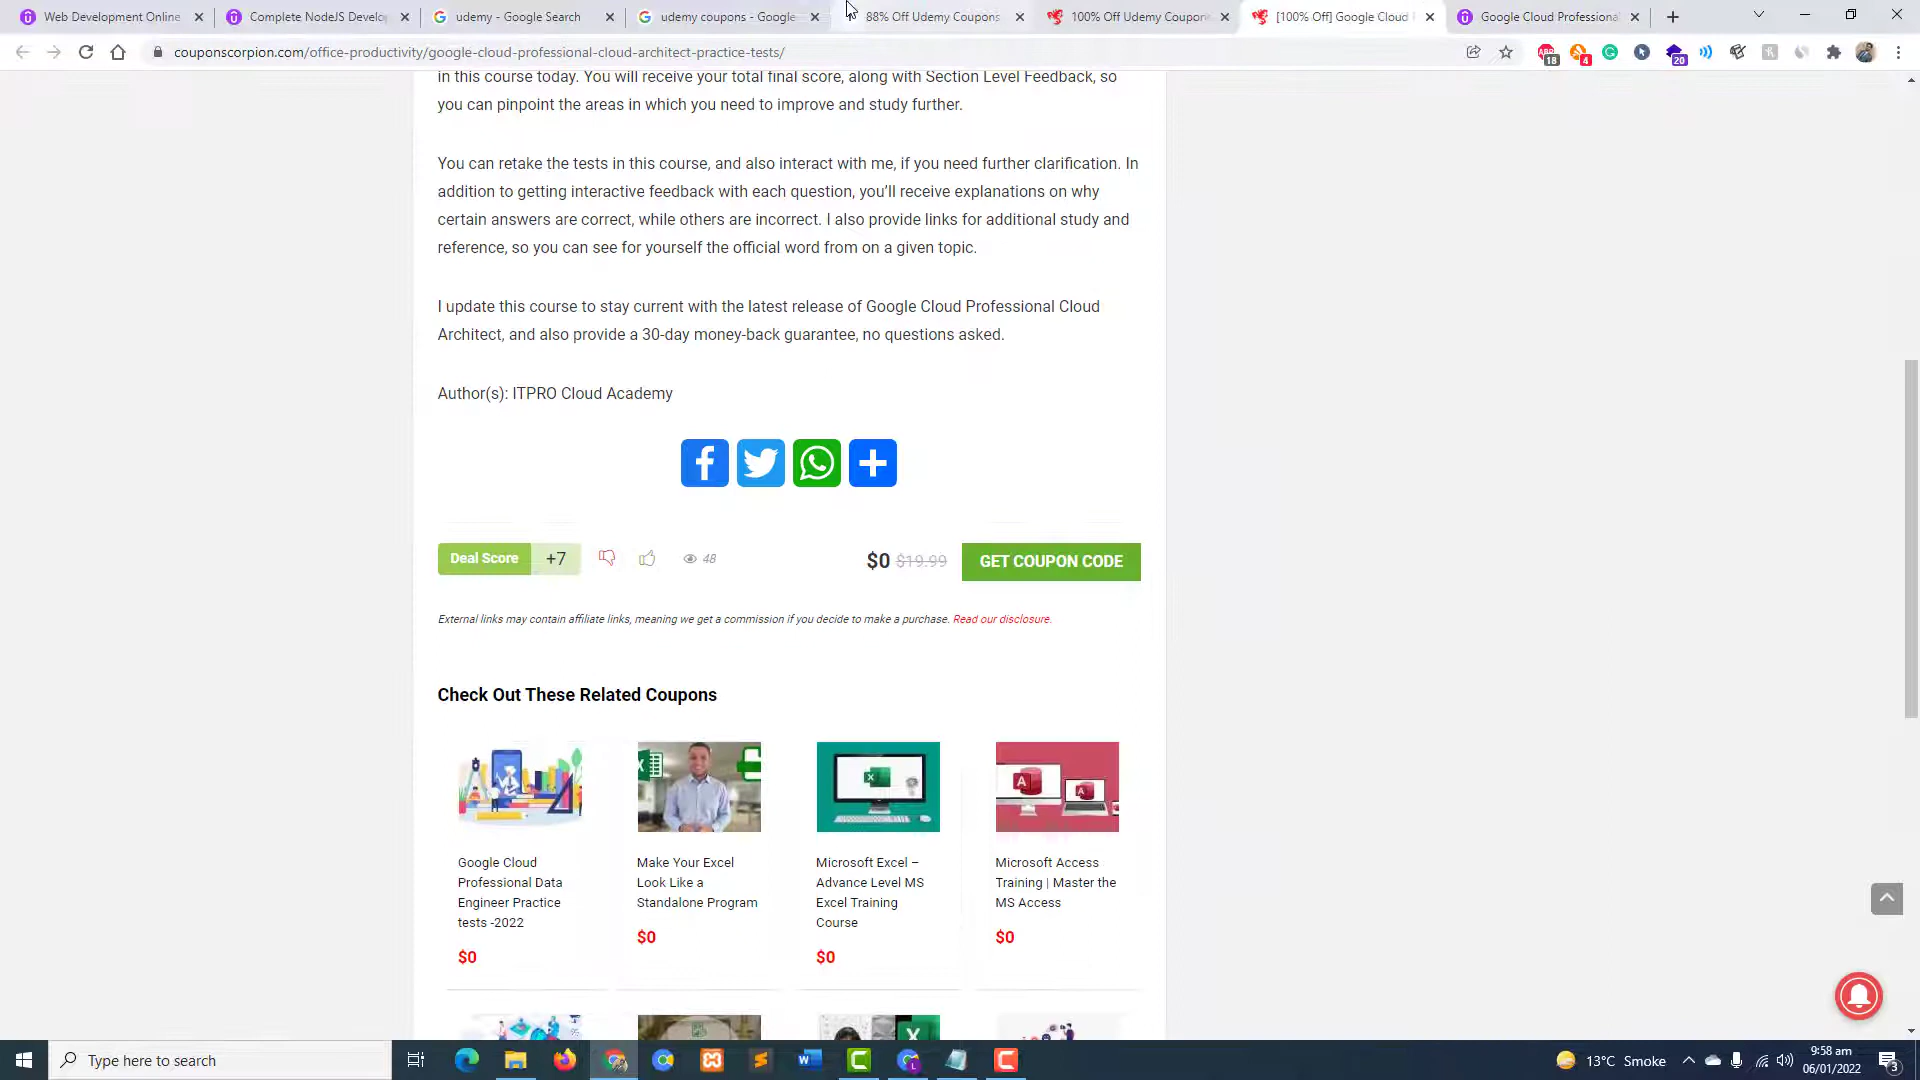 Web Development Online
Complete NodeJS Develo
udemy - Google Search
udemy coupons - Google
88% Off Udemy Coupons
100% Off Udemy Coupon
[100% Off] Google Cloud
Google Cloud Professiona
couponscorpion.com/office-productivity/google-cloud-professional-cloud-architect-practice-tests/
18
4
20
in this course today. You will receive your total final score, along with Section Level Feedback, so
you can pinpoint the areas in which you need to improve and study further.
You can retake the tests in this course, and also interact with me, if you need further clarification. In
addition to getting interactive feedback with each question, you'll receive explanations on why
certain answers are correct, while others are incorrect. I also provide links for additional study and
reference, so you can see for yourself the official word from on a given topic.
I update this course to stay current with the latest release of Google Cloud Professional Cloud
Architect, and also provide a 30-day money-back guarantee, no questions asked.
Author(s): ITPRO Cloud Academy
Deal Score +7
48
$0 $19.99
GET COUPON CODE
External links may contain affiliate links, meaning we get a commission if you decide to make a purchase. Read our disclosure.
Check Out These Related Coupons
Google Cloud
Professional Data
Engineer Practice
tests -2022
$0
Make Your Excel
Look Like a
Standalone Program
$0
Microsoft Excel –
Advance Level MS
Excel Training
Course
$0
Microsoft Access
Training | Master the
MS Access
$0
Type here to search
13°C Smoke
9:58 am
06/01/2022
3